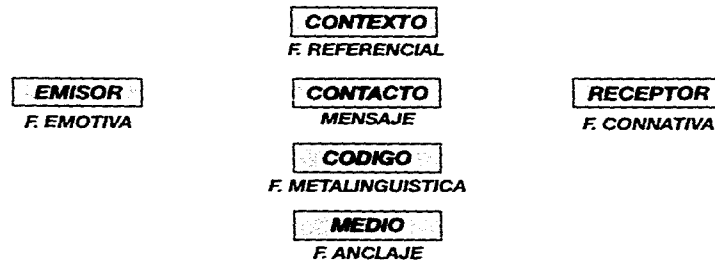 CONTEXTO
F. REFERENCIAL
EMISOR CONTACTO RECEPTOR
F. EMOTIVA MENSAJE F. CONNATIVA
CODIGO
F. METALINGUISTICA
MEDIO
F. ANCLAJE